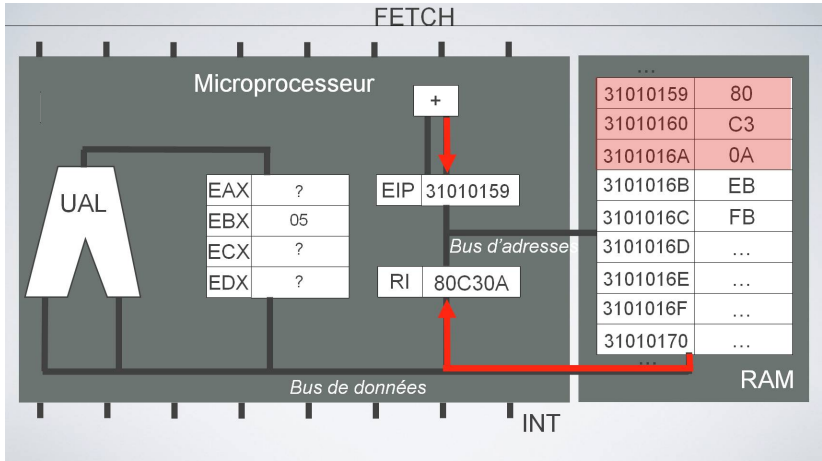 FETCH
Microprocesseur
+
UAL
EAX ?
EBX 05
ECX ?
EDX ?
EIP 31010159
Bus d'adresses
RI 80C30A
Bus de données
INT
...
31010159 80
31010160 C3
3101016A 0A
3101016B EB
3101016C FB
3101016D ...
3101016E ...
3101016F ...
31010170 ...
...
RAM